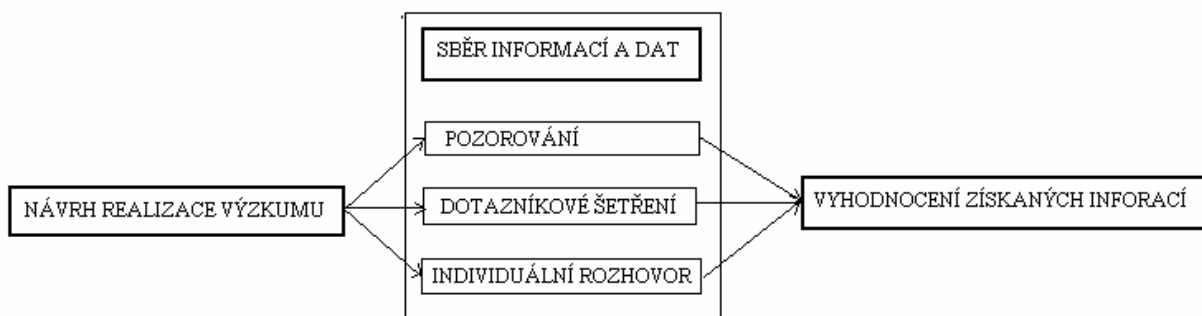 NÁVRH REALIZACE VÝZKUMU
SBĚR INFORMACÍ A DAT
POZOROVÁNÍ
DOTAZNÍKOVÉ ŠETŘENÍ
INDIVIDUÁLNÍ ROZHOVOR
VYHODNOCENÍ ZÍSKANÝCH INFORACÍ